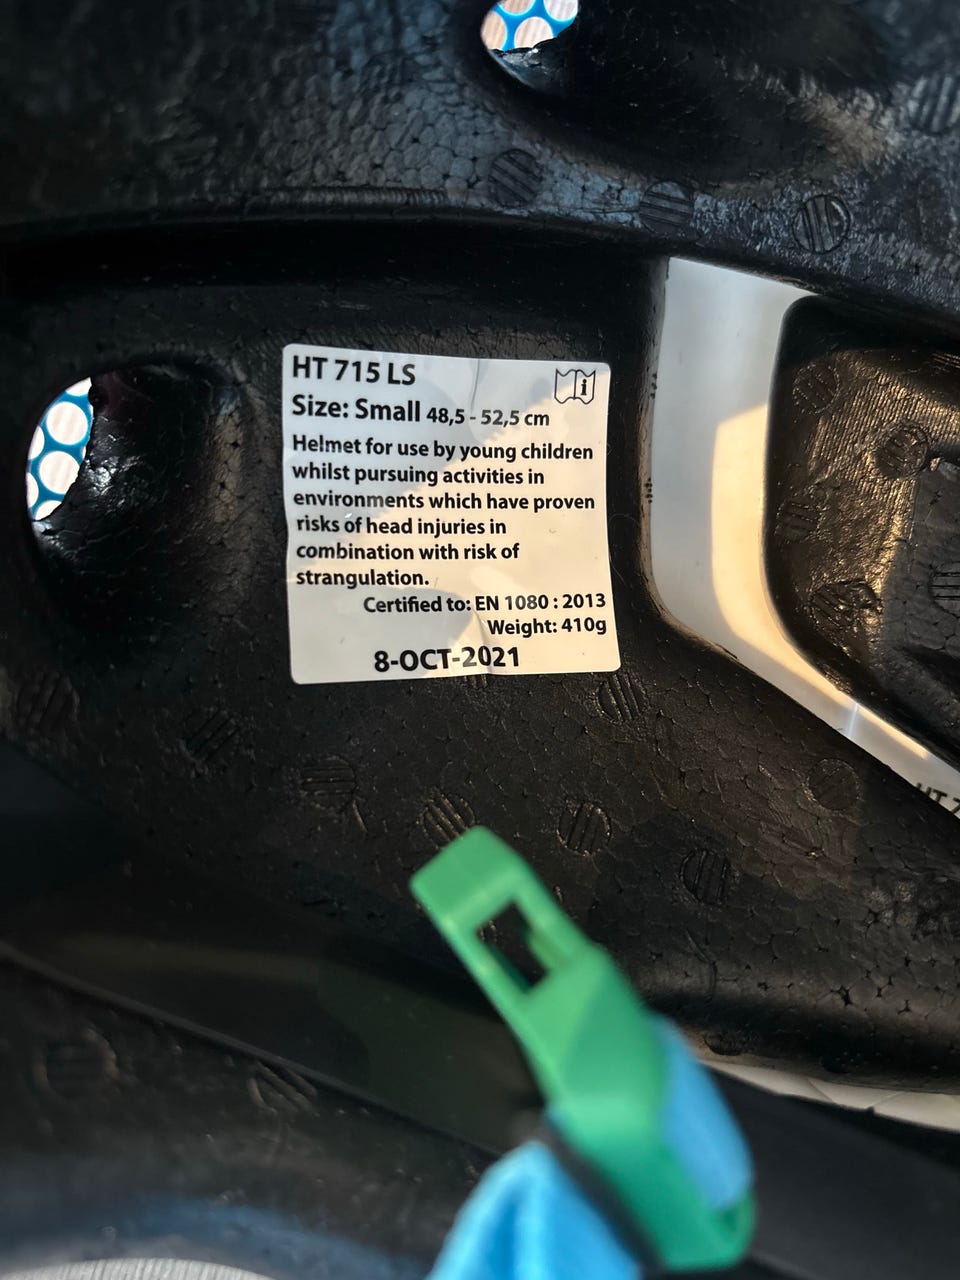 HT 715 LS
Size: Small 48,5 - 52,5 cm
Helmet for use by young children
whilst pursuing activities in
environments which have proven
risks of head injuries in
combination with risk of
strangulation.
Certified to: EN 1080 : 2013
Weight: 410g
8-OCT-2021
HT 7